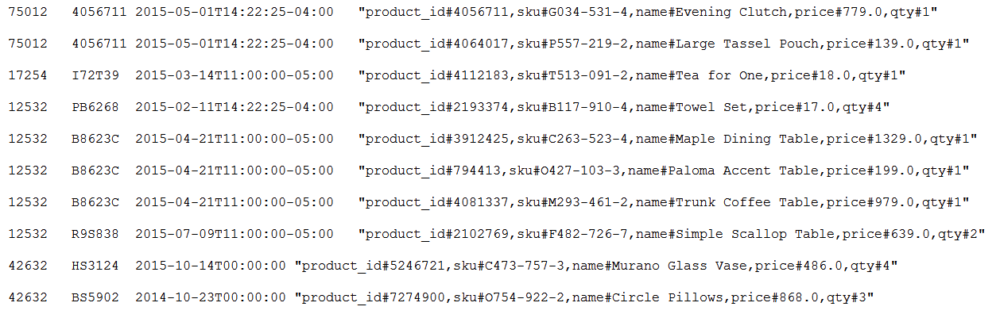 75012   4056711 2015-05-01T14:22:25-04:00   "product_id#4056711,sku#G034-531-4,name#Evening Clutch,price#779.0,qty#1"
75012   4056711 2015-05-01T14:22:25-04:00   "product_id#4064017,sku#P557-219-2,name#Large Tassel Pouch,price#139.0,qty#1"
17254   I72T39  2015-03-14T11:00:00-05:00   "product_id#4112183,sku#T513-091-2,name#Tea for One,price#18.0,qty#1"
12532   PB6268  2015-02-11T14:22:25-04:00   "product_id#2193374,sku#B117-910-4,name#Towel Set,price#17.0,qty#4"
12532   B8623C  2015-04-21T11:00:00-05:00   "product_id#3912425,sku#C263-523-4,name#Maple Dining Table,price#1329.0,qty#1"
12532   B8623C  2015-04-21T11:00:00-05:00   "product_id#794413,sku#O427-103-3,name#Paloma Accent Table,price#199.0,qty#1"
12532   B8623C  2015-04-21T11:00:00-05:00   "product_id#4081337,sku#M293-461-2,name#Trunk Coffee Table,price#979.0,qty#1"
12532   R9S838  2015-07-09T11:00:00-05:00   "product_id#2102769,sku#F482-726-7,name#Simple Scallop Table,price#639.0,qty#2"
42632   HS3124  2015-10-14T00:00:00 "product_id#5246721,sku#C473-757-3,name#Murano Glass Vase,price#486.0,qty#4"
42632   BS5902  2014-10-23T00:00:00 "product_id#7274900,sku#O754-922-2,name#Circle Pillows,price#868.0,qty#3"